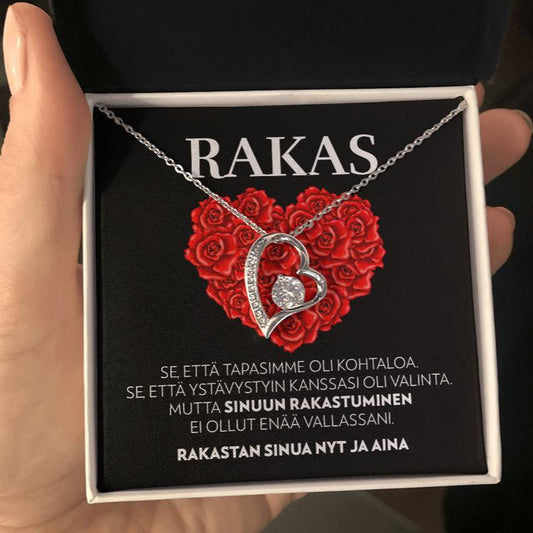 RAKAS
SE, ETTÄ TAPASIMME OLI KOHTALOA.
SE, ETTÄ YSTÄVYSTYIN KANSSASI OLI VALINTA.
MUTTA SINUUN RAKASTUMINEN
EI OLLUT ENÄÄ VALLASSANI.
RAKASTAN SINUA NYT JA AINA